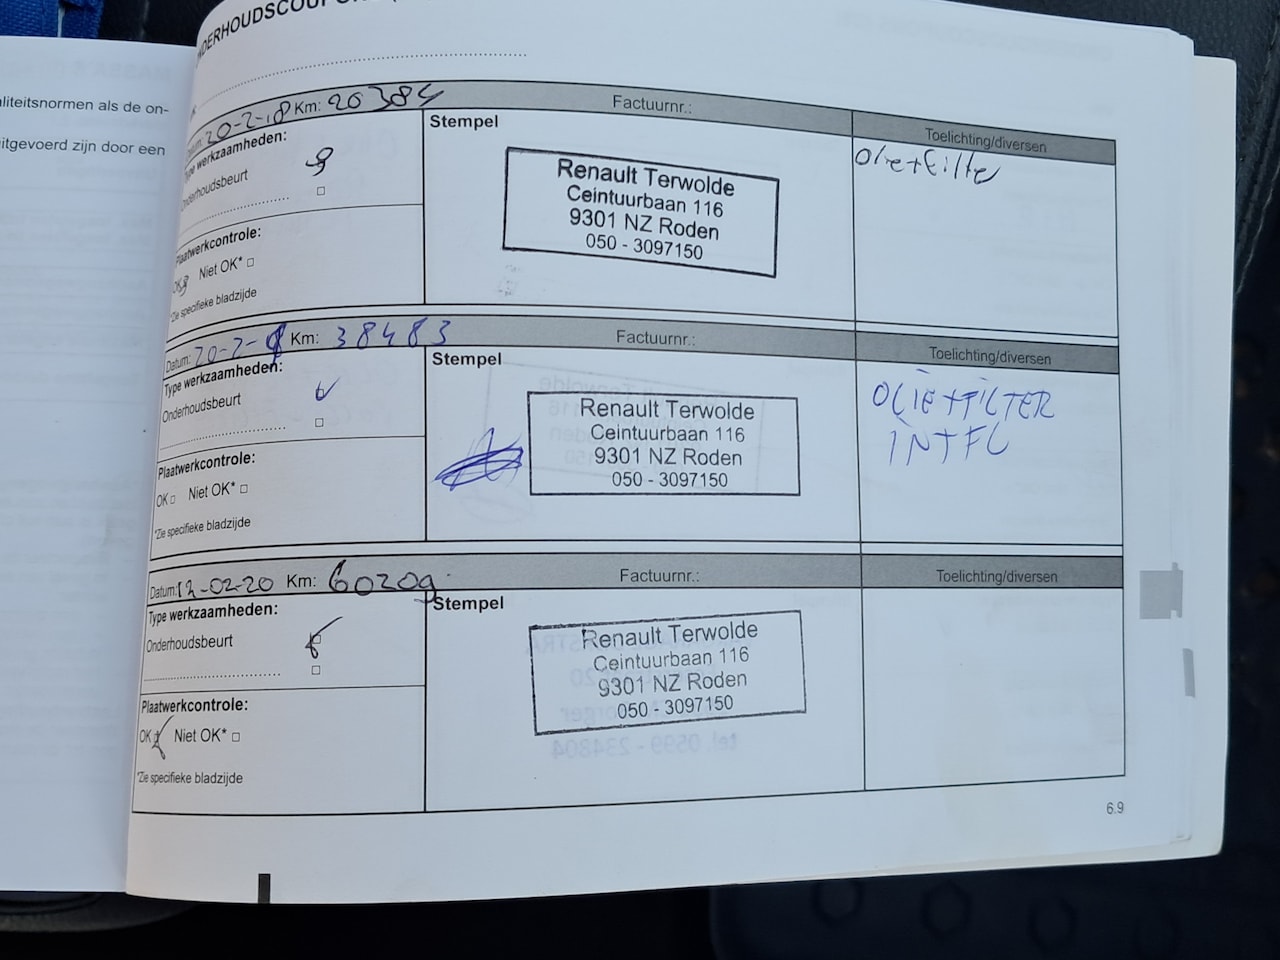 aliteitsnormen als de on-
itgevoerd zijn door een
Datum: 20-2-18 Km: 20384
Factuurnr.:
Toelichting/diversen
Type werkzaamheden:
Onderhoudsbeurt
Stempel
Renault Terwolde
Ceintuurbaan 116
9301 NZ Roden
050 - 3097150
Olie+filter
Plaatwerkcontrole:
OK Niet OK*
*Zie specifieke bladzijde
Datum: 20-2- Km: 38483
Factuurnr.:
Toelichting/diversen
Type werkzaamheden:
Onderhoudsbeurt
Stempel
Renault Terwolde
Ceintuurbaan 116
9301 NZ Roden
050 - 3097150
OLIE+FILTER
INTFL
Plaatwerkcontrole:
OK Niet OK*
*Zie specifieke bladzijde
Datum: 12-02-20 Km: 60209
Factuurnr.:
Toelichting/diversen
Type werkzaamheden:
Onderhoudsbeurt
Stempel
Renault Terwolde
Ceintuurbaan 116
9301 NZ Roden
050 - 3097150
Plaatwerkcontrole:
OK Niet OK*
*Zie specifieke bladzijde
6.9